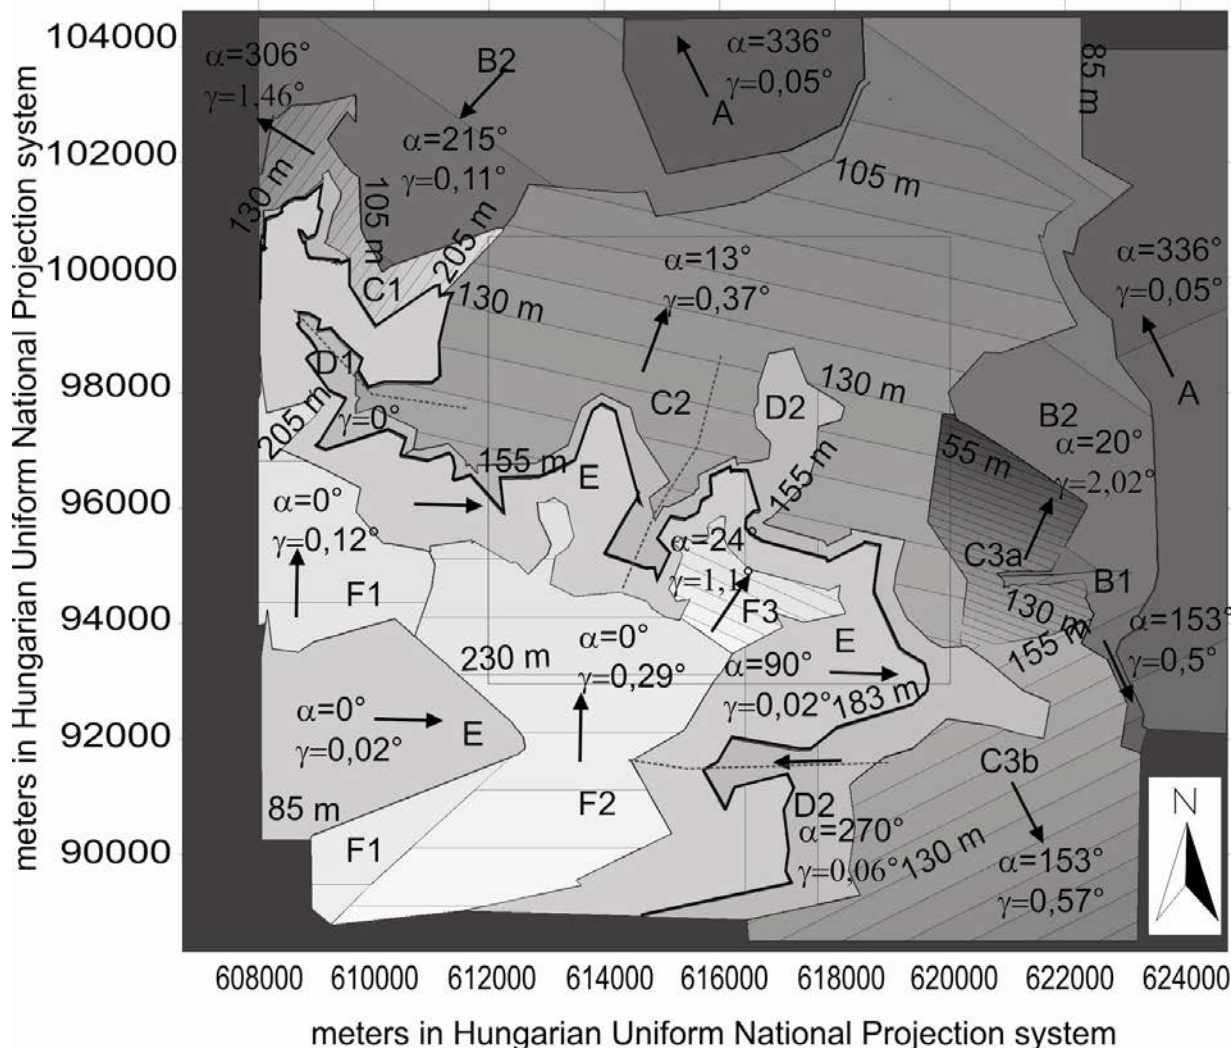 104000
102000
100000
98000
96000
94000
92000
90000
meters in Hungarian Uniform National Projection system
α=306°
γ=1,46°
B2
α=215°
γ=0,11°
α=336°
γ=0,05°
A
85 m
105 m
130 m
105 m
205 m
C1
α=13°
γ=0,37°
130 m
α=336°
γ=0,05°
A
D1
γ=0°
205 m
C2
D2
130 m
B2
α=20°
γ=2,02°
55 m
155 m
E
155 m
α=0°
γ=0,12°
F1
α=24°
γ=1,1
F3
C3a
B1
130 m
155 m
α=153°
γ=0,5°
230 m
α=0°
γ=0,29°
E
α=90°
γ=0,02°
183 m
α=0°
γ=0,02°
E
85 m
F1
F2
D2
α=270°
γ=0,06°
C3b
130 m
α=153°
γ=0,57°
N
608000 610000 612000 614000 616000 618000 620000 622000 624000
meters in Hungarian Uniform National Projection system